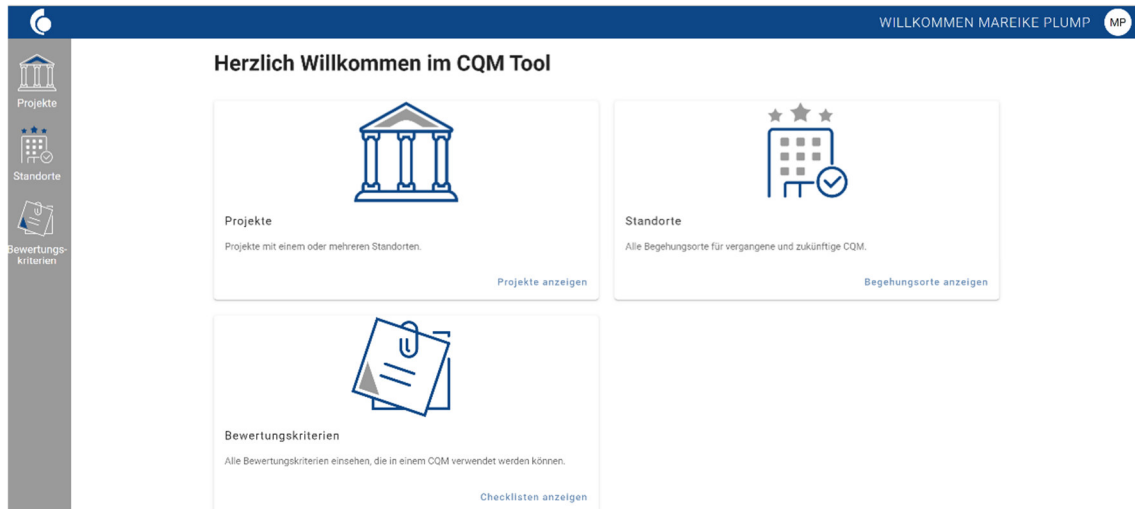 WILLKOMMEN MAREIKE PLUMP MP
Projekte
Standorte
Bewertungs-
kriterien
Herzlich Willkommen im CQM Tool
Projekte
Projekte mit einem oder mehreren Standorten.
Projekte anzeigen
Standorte
Alle Begehungsorte für vergangene und zukünftige CQM.
Begehungsorte anzeigen
Bewertungskriterien
Alle Bewertungskriterien einsehen, die in einem CQM verwendet werden können.
Checklisten anzeigen